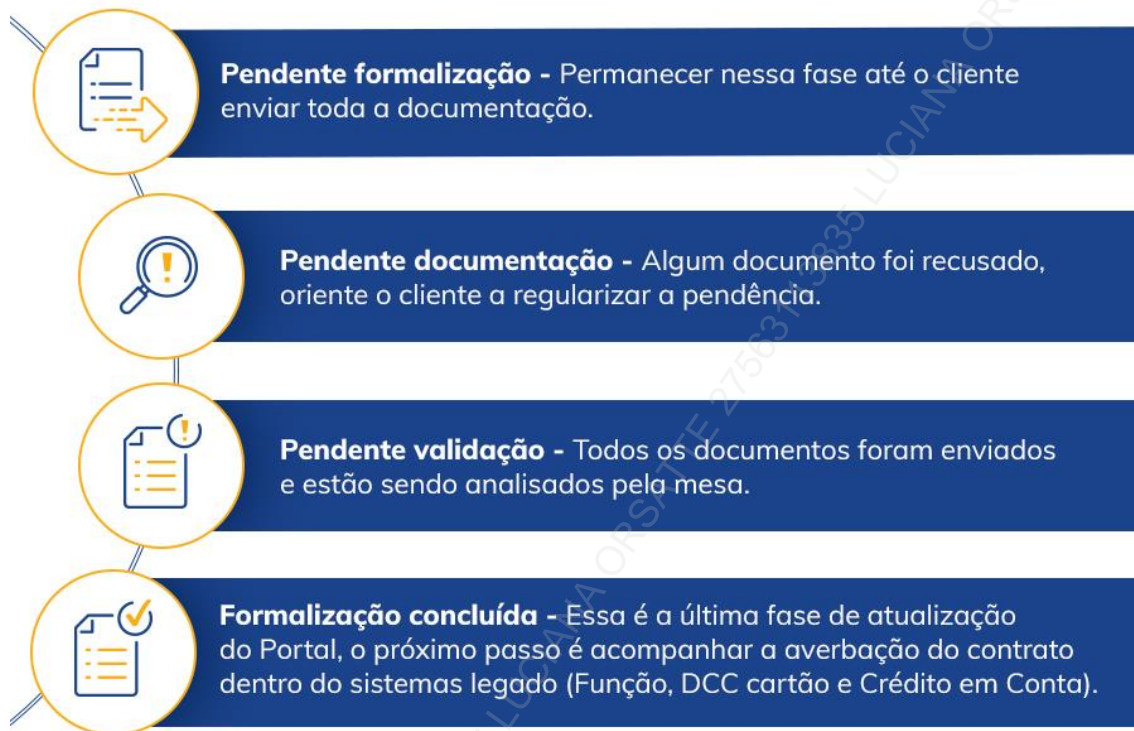 Pendente formalização - Permanecer nessa fase até o cliente
enviar toda a documentação.
Pendente documentação - Algum documento foi recusado,
oriente o cliente a regularizar a pendência.
Pendente validação - Todos os documentos foram enviados
e estão sendo analisados pela mesa.
Formalização concluída - Essa é a última fase de atualização
do Portal, o próximo passo é acompanhar a averbação do contrato
dentro do sistemas legado (Função, DCC cartão e Crédito em Conta).